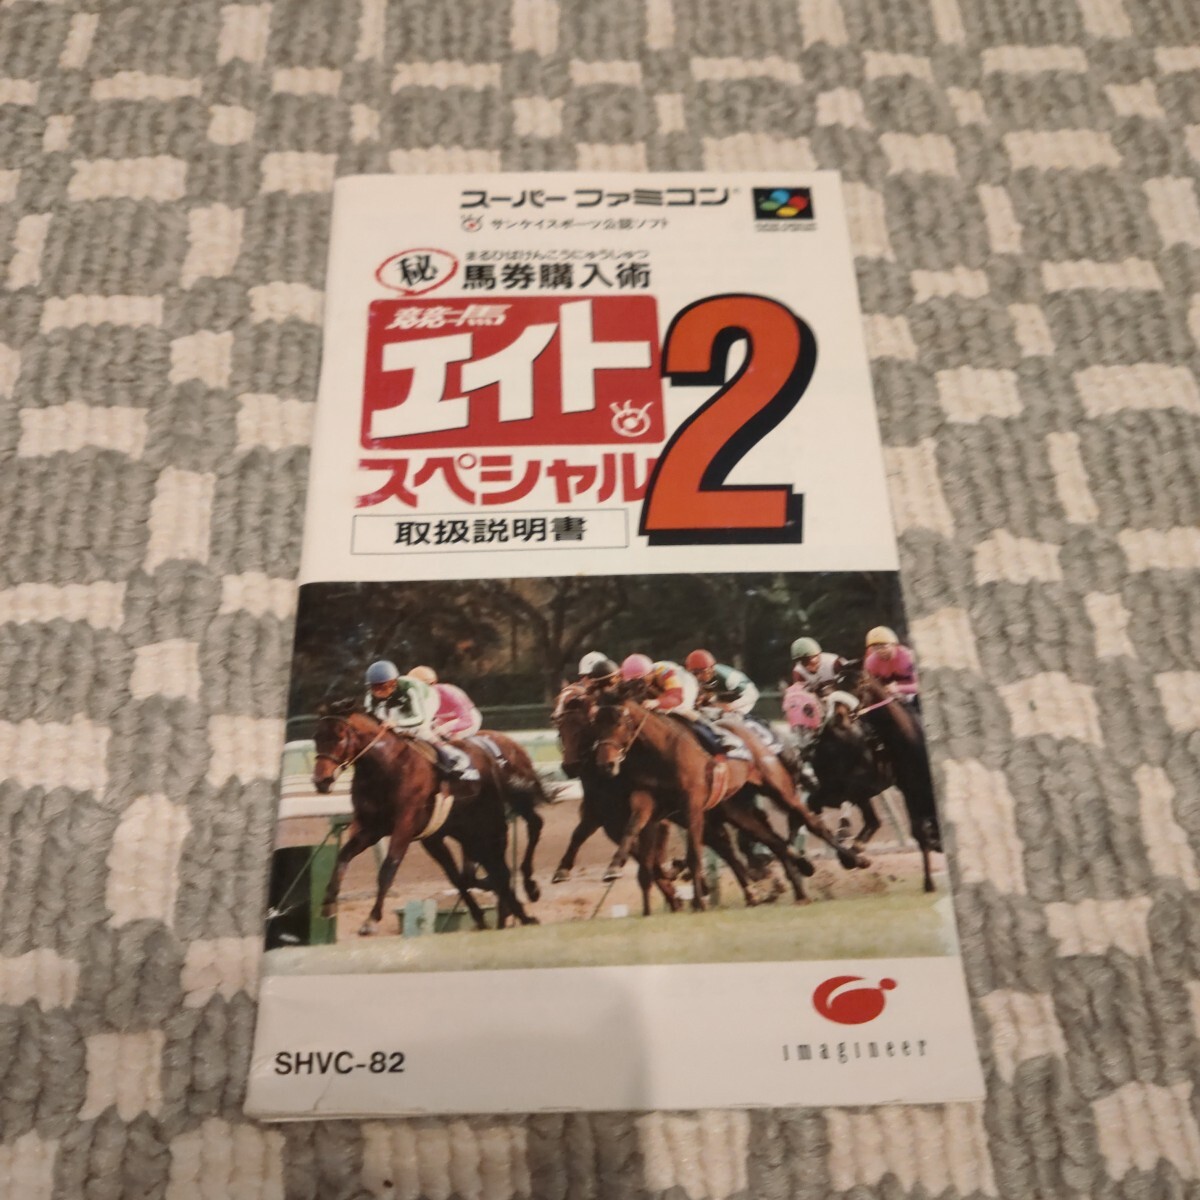 スーパーファミコン
サンケイスポーツ公認ソフト
まるひばけんこうにゅうじゅつ
㊙馬券購入術
競馬
エイト
スペシャル2
取扱説明書
SHVC-82
imagineer